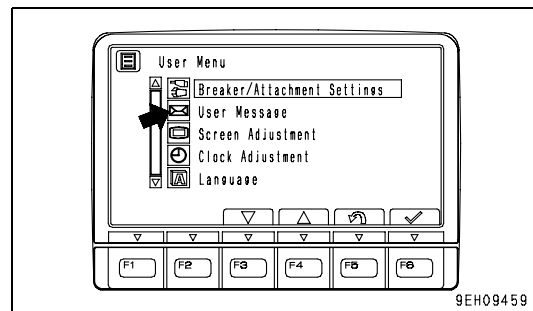 User Menu
Breaker/Attachment Settings
User Message
Screen Adjustment
Clock Adjustment
A Language
F1 F2 F3 F4 F5 F6
9EH09459